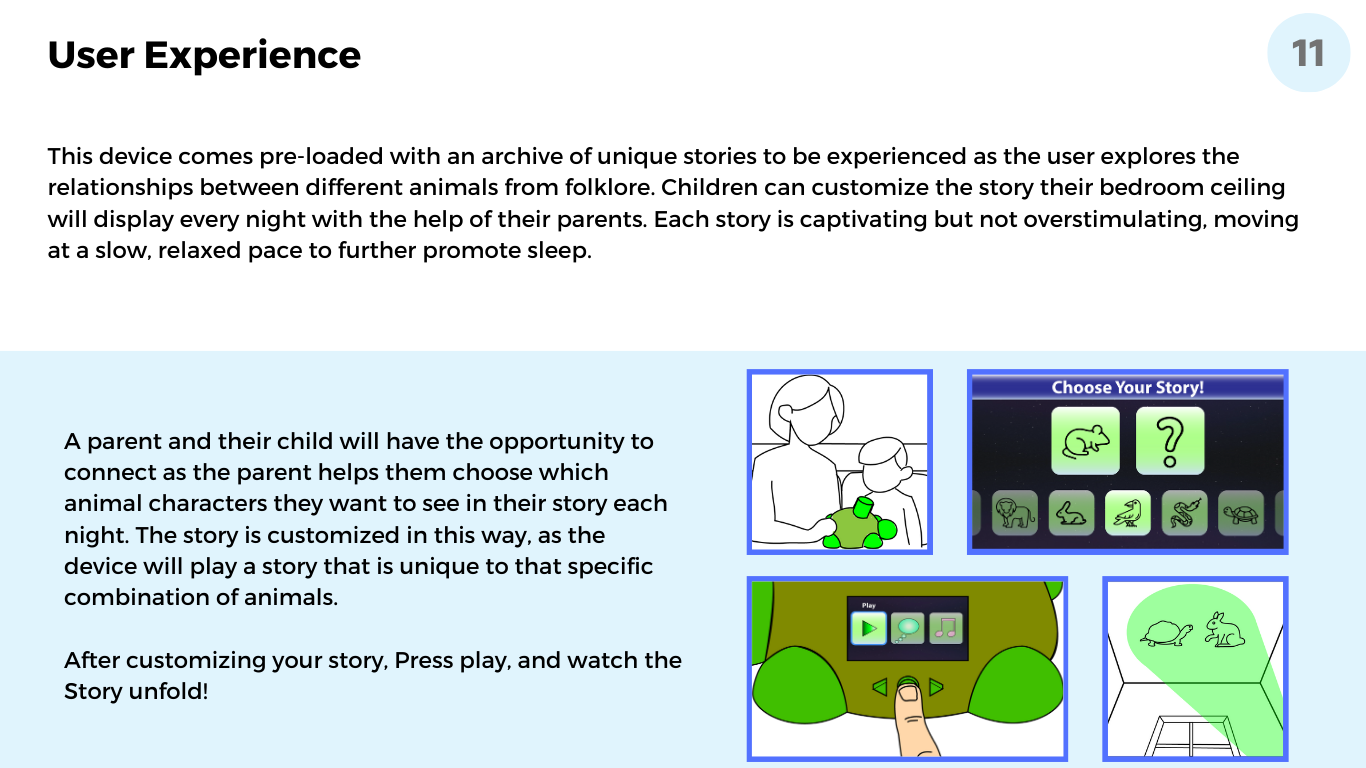 User Experience
11
This device comes pre-loaded with an archive of unique stories to be experienced as the user explores the
relationships between different animals from folklore. Children can customize the story their bedroom ceiling
will display every night with the help of their parents. Each story is captivating but not overstimulating, moving
at a slow, relaxed pace to further promote sleep.
A parent and their child will have the opportunity to
connect as the parent helps them choose which
animal characters they want to see in their story each
night. The story is customized in this way, as the
device will play a story that is unique to that specific
combination of animals.
After customizing your story, Press play, and watch the
Story unfold!
Choose Your Story!
?
Play